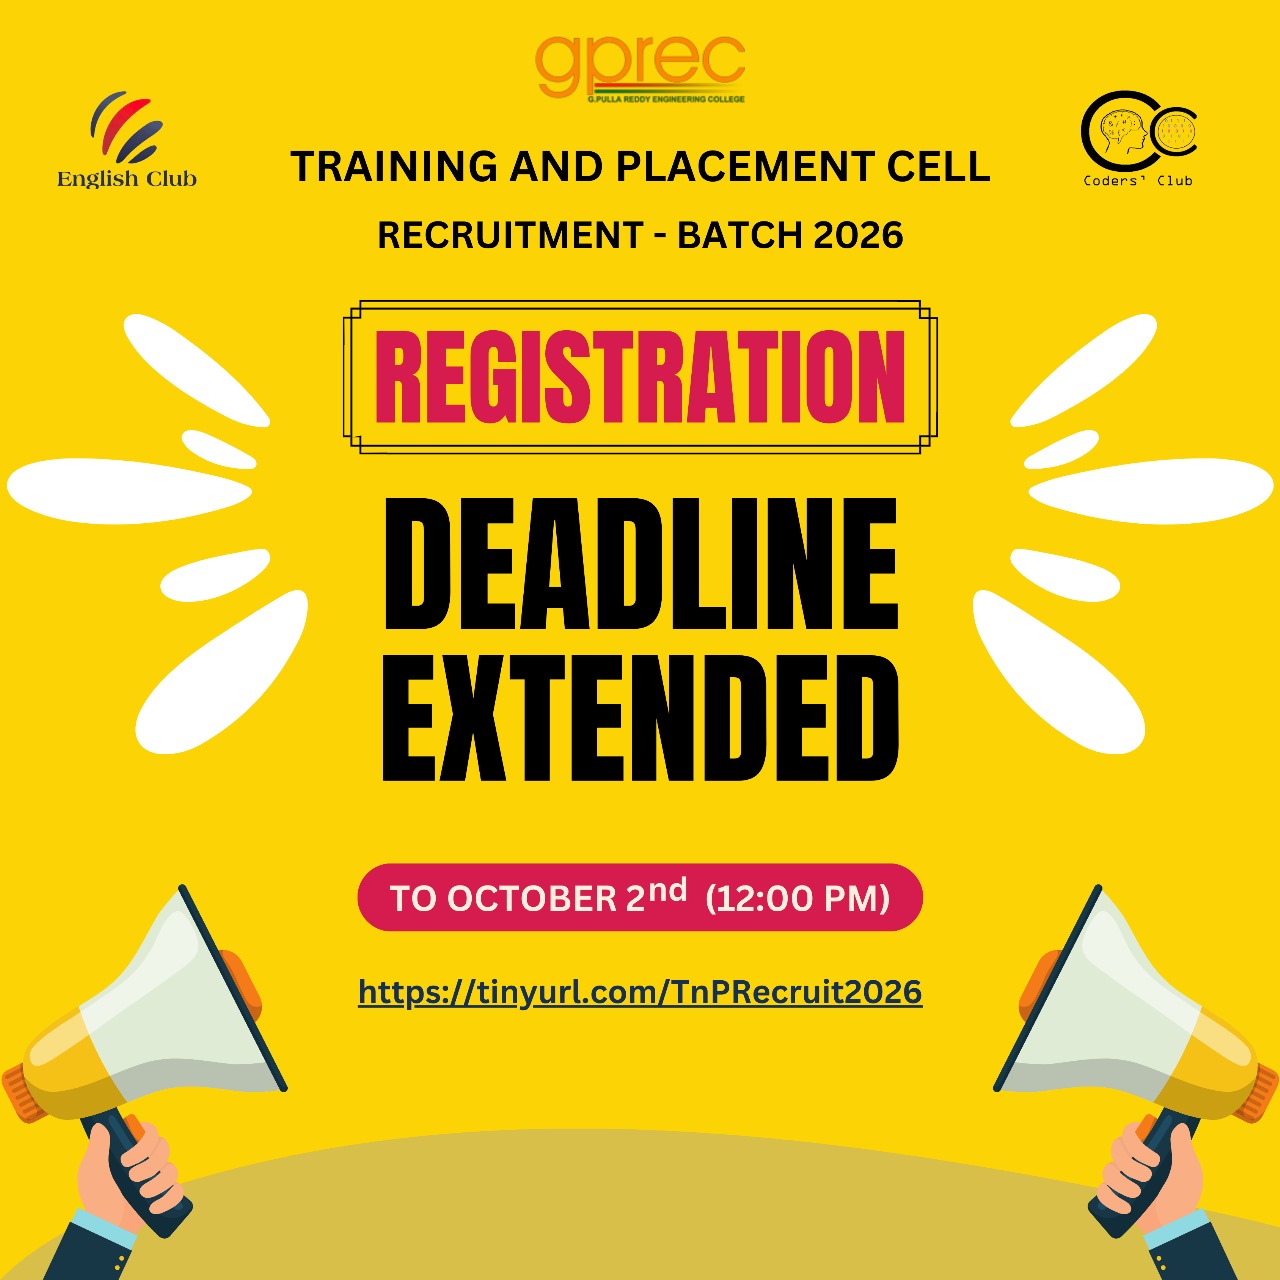 gprec
G.PULLA REDDY ENGINEERING COLLEGE
English Club
Coders' Club
TRAINING AND PLACEMENT CELL
RECRUITMENT - BATCH 2026
REGISTRATION
DEADLINE
EXTENDED
TO OCTOBER 2nd (12:00 PM)
https://tinyurl.com/TnPRecruit2026